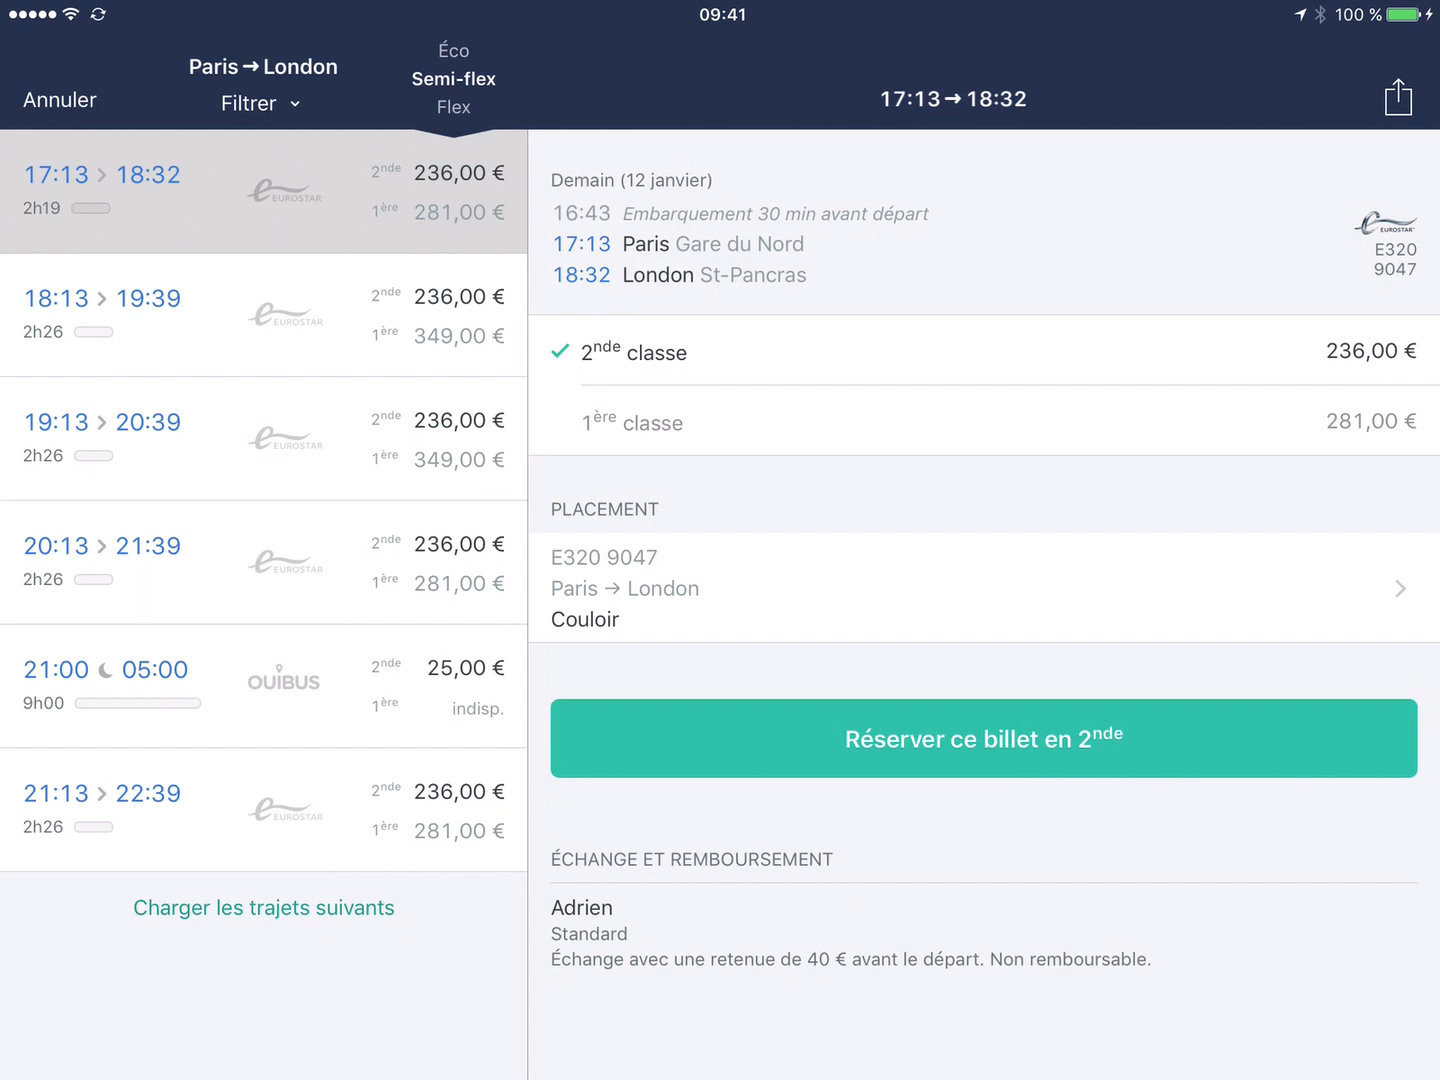 09:41
100 %
Annuler
Paris → London
Filtrer
Éco
Semi-flex
Flex
17:13 → 18:32
17:13 > 18:32
2h19
EUROSTAR
2nde 236,00 €
1ère 281,00 €
18:13 > 19:39
2h26
EUROSTAR
2nde 236,00 €
1ère 349,00 €
19:13 > 20:39
2h26
EUROSTAR
2nde 236,00 €
1ère 349,00 €
20:13 > 21:39
2h26
EUROSTAR
2nde 236,00 €
1ère 281,00 €
21:00 05:00
9h00
OUIBUS
2nde 25,00 €
1ère indisp.
21:13 > 22:39
2h26
EUROSTAR
2nde 236,00 €
1ère 281,00 €
Charger les trajets suivants
Demain (12 janvier)
16:43 Embarquement 30 min avant départ
17:13 Paris Gare du Nord
18:32 London St-Pancras
EUROSTAR
E320
9047
2nde classe 236,00 €
1ère classe 281,00 €
PLACEMENT
E320 9047
Paris → London
Couloir
Réserver ce billet en 2nde
ÉCHANGE ET REMBOURSEMENT
Adrien
Standard
Échange avec une retenue de 40 € avant le départ. Non remboursable.